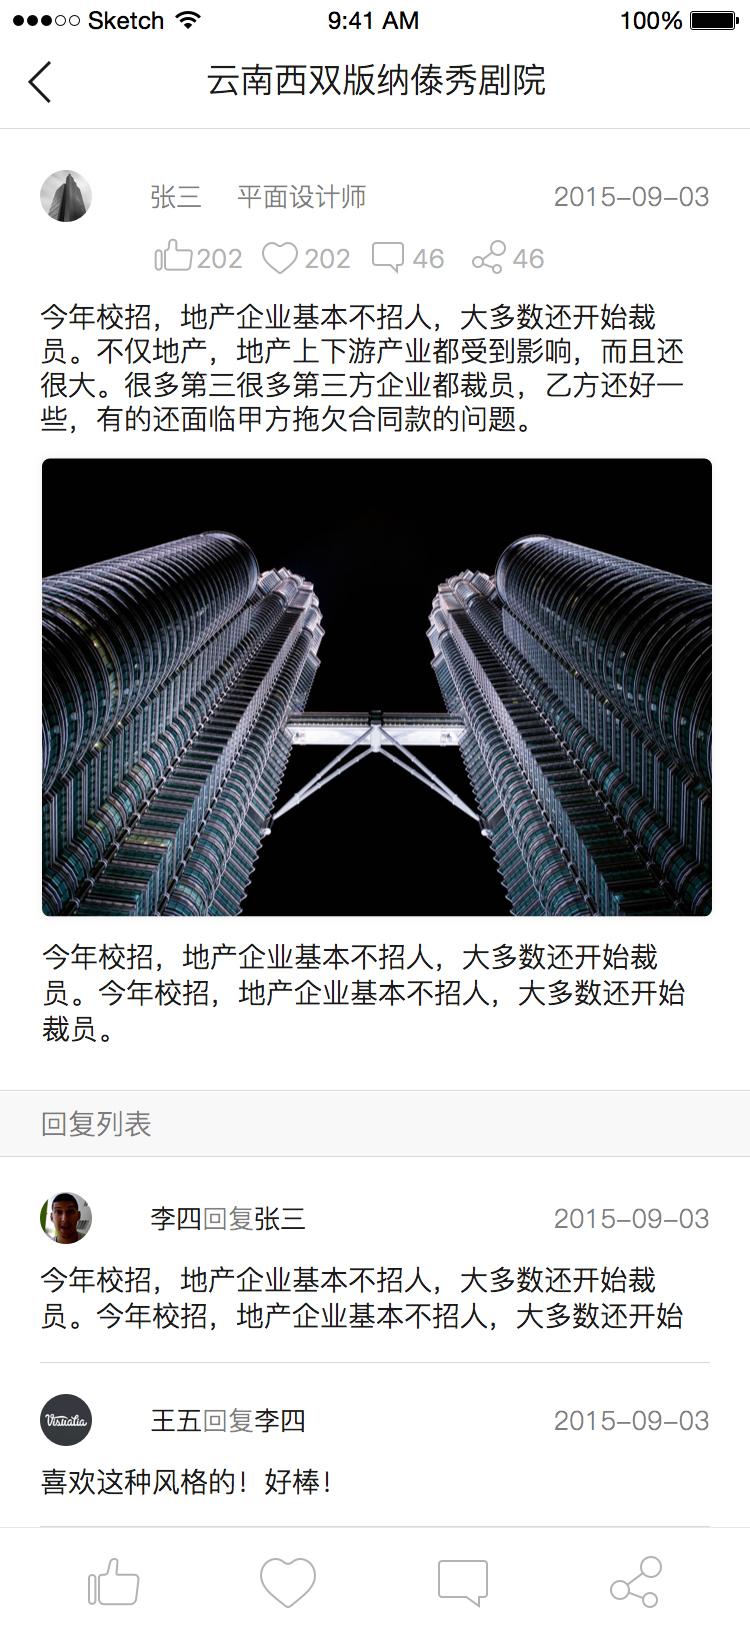 Sketch 9:41 AM 100%
云南西双版纳傣秀剧院
张三 平面设计师 2015-09-03
202 202 46 46
今年校招，地产企业基本不招人，大多数还开始裁
员。不仅地产，地产上下游产业都受到影响，而且还
很大。很多第三很多第三方企业都裁员，乙方还好一
些，有的还面临甲方拖欠合同款的问题。
今年校招，地产企业基本不招人，大多数还开始裁
员。今年校招，地产企业基本不招人，大多数还开始
裁员。
回复列表
李四回复张三 2015-09-03
今年校招，地产企业基本不招人，大多数还开始裁
员。今年校招，地产企业基本不招人，大多数还开始
王五回复李四 2015-09-03
Visualia
喜欢这种风格的！好棒！